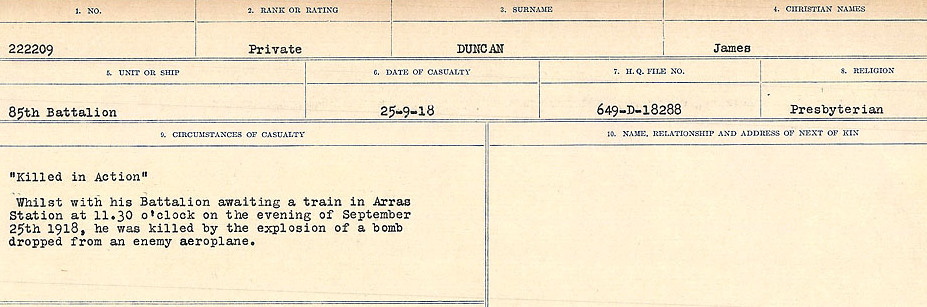 1. NO. 2. RANK OR RATING 3. SURNAME 4. CHRISTIAN NAMES
222209 Private DUNCAN James
5. UNIT OR SHIP 6. DATE OF CASUALTY 7. H.Q. FILE NO. 8. RELIGION
85th Battalion 25-9-18 649-D-18288 Presbyterian
9. CIRCUMSTANCES OF CASUALTY 10. NAME, RELATIONSHIP AND ADDRESS OF NEXT OF KIN
"Killed in Action"
Whilst with his Battalion awaiting a train in Arras
Station at 11.30 o'clock on the evening of September
25th 1918, he was killed by the explosion of a bomb
dropped from an enemy aeroplane.